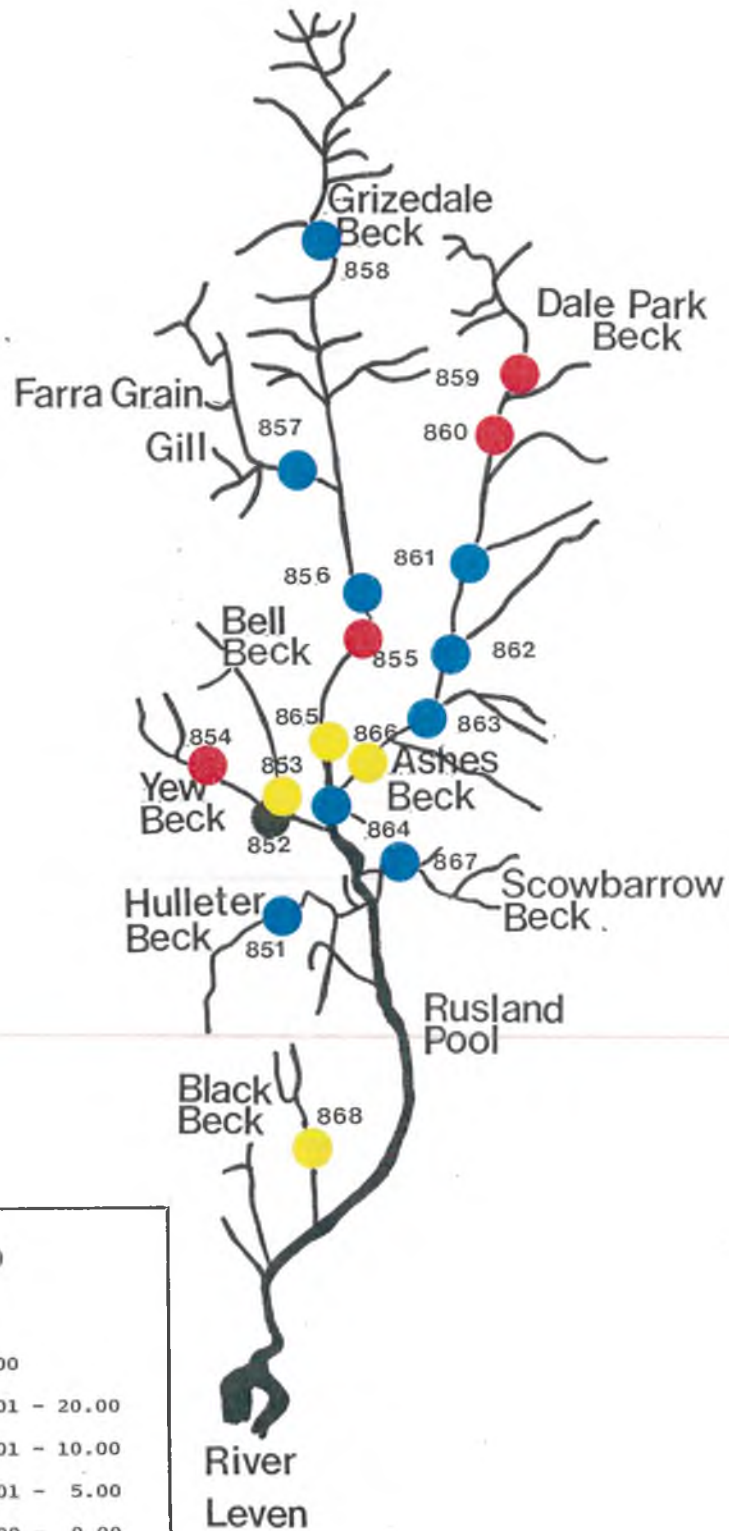 Grizedale
Beck
858
Dale Park
Beck
859
Farra Grain
Gill
857
860
861
856
Bell
Beck
855
862
865
866
863
854
853
Ashes
Beck
Yew
Beck
864
852
867
Scowbarrow
Beck .
Hulleter
Beck
851
Rusland
Pool
Black
Beck
868
01 - 20.00
01 - 10.00
01 - 5.00
River
Leven